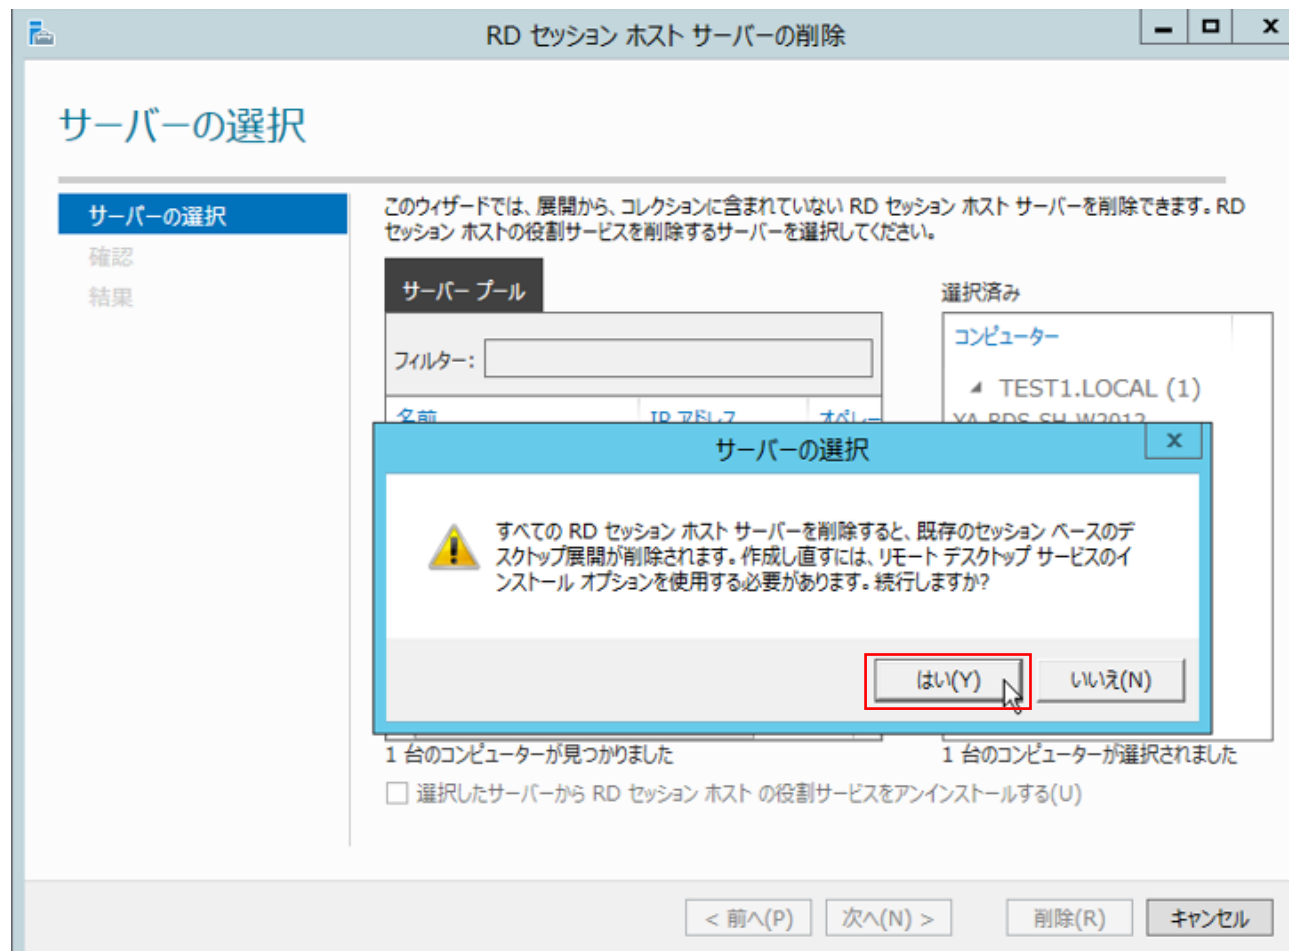 RD セッション ホスト サーバーの削除
サーバーの選択
サーバーの選択
確認
結果
このウィザードでは、展開から、コレクションに含まれていない RD セッション ホスト サーバーを削除できます。RD
セッション ホストの役割サービスを削除するサーバーを選択してください。
サーバー プール
フィルター:
名前 IP アドレス オペレー
選択済み
コンピューター
TEST1.LOCAL (1)
YA-RDS-SH-W2012
サーバーの選択
すべての RD セッション ホスト サーバーを削除すると、既存のセッション ベースのデ
スクトップ展開が削除されます。作成し直すには、リモート デスクトップ サービスのイ
ンストール オプションを使用する必要があります。続行しますか?
はい(Y) いいえ(N)
1 台のコンピューターが見つかりました
1 台のコンピューターが選択されました
選択したサーバーから RD セッション ホスト の役割サービスをアンインストールする(U)
< 前へ(P) 次へ(N) > 削除(R) キャンセル